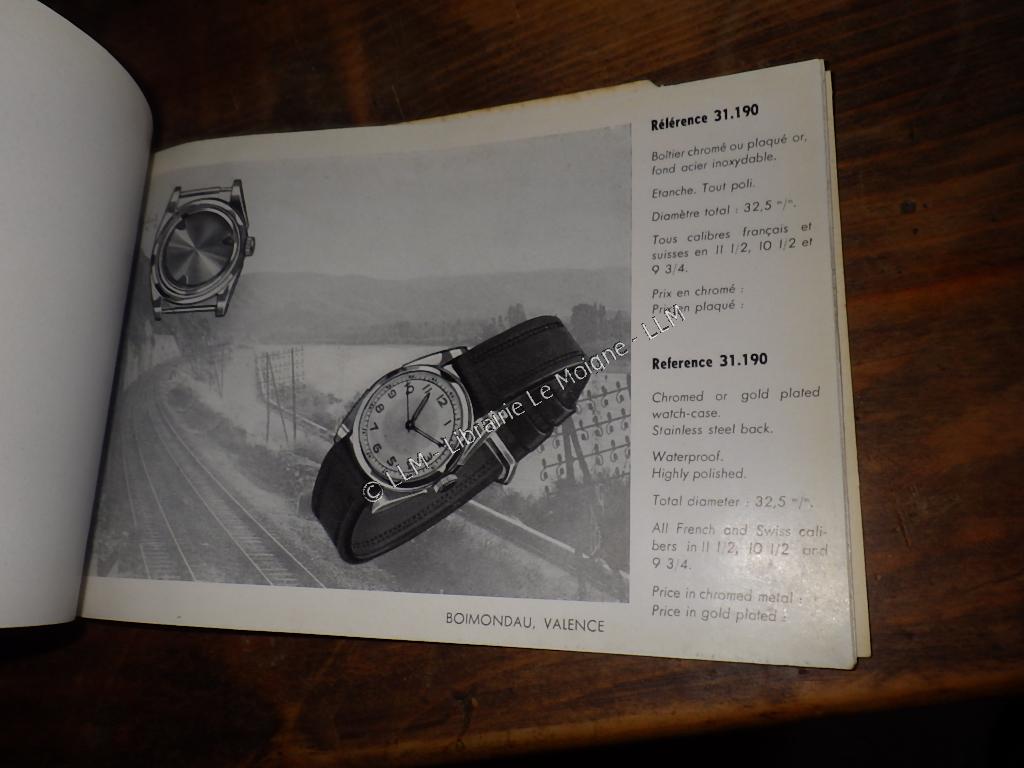 Référence 31.190
Boîtier chromé ou plaqué or,
fond acier inoxydable.
Etanche. Tout poli.
Diamètre total : 32,5 m/m.
Tous calibres français et
suisses en 11 1/2, 10 1/2 et
9 3/4.
Prix en chromé :
Prix en plaqué :
Reference 31.190
Chromed or gold plated
watch-case.
Stainless steel back.
Waterproof.
Highly polished.
Total diameter : 32,5 m/m.
All French and Swiss cali-
bers in 11 1/2, 10 1/2 and
9 3/4.
Price in chromed metal :
Price in gold plated :
BOIMONDAU, VALENCE
© LLM - Librairie Le Moigne - LLM